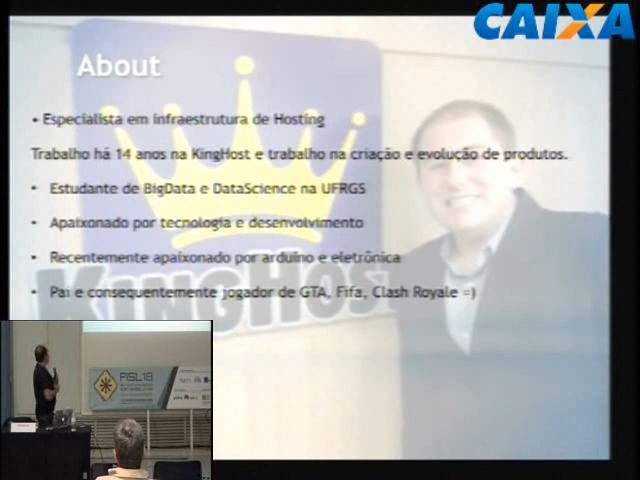 CAIXA
About
• Especialista em infraestrutura de Hosting
Trabalho há 14 anos na KingHost e trabalho na criação e evolução de produtos.
• Estudante de BigData e DataScience na UFRGS
• Apaixonado por tecnologia e desenvolvimento
• Recentemente apaixonado por arduino e eletrônica
• Pai e consequentemente jogador de GTA, Fifa, Clash Royale =)
KINGHOST
FISL18